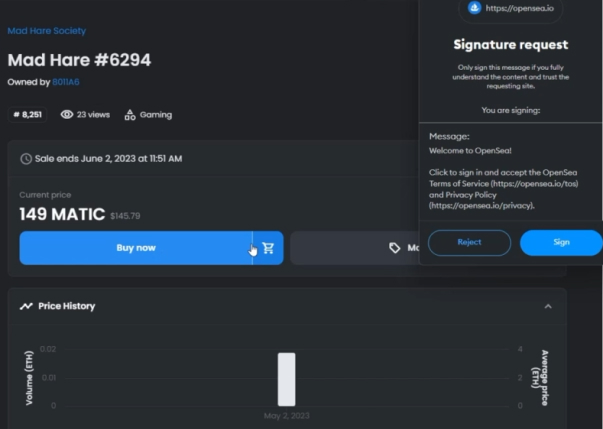 Mad Hare Society
Mad Hare #6294
Owned by 8011A6
# 8,251 23 views Gaming
Sale ends June 2, 2023 at 11:51 AM
Current price
149 MATIC $145.79
Buy now
Price History
Volume (ETH)
0.02
0.01
0
4
2
0
Average price (ETH)
May 2, 2023
https://opensea.io
Signature request
Only sign this message if you fully
understand the content and trust the
requesting site.
You are signing:
Message:
Welcome to OpenSea!
Click to sign in and accept the OpenSea
Terms of Service (https://opensea.io/tos)
and Privacy Policy
(https://opensea.io/privacy).
Reject Sign